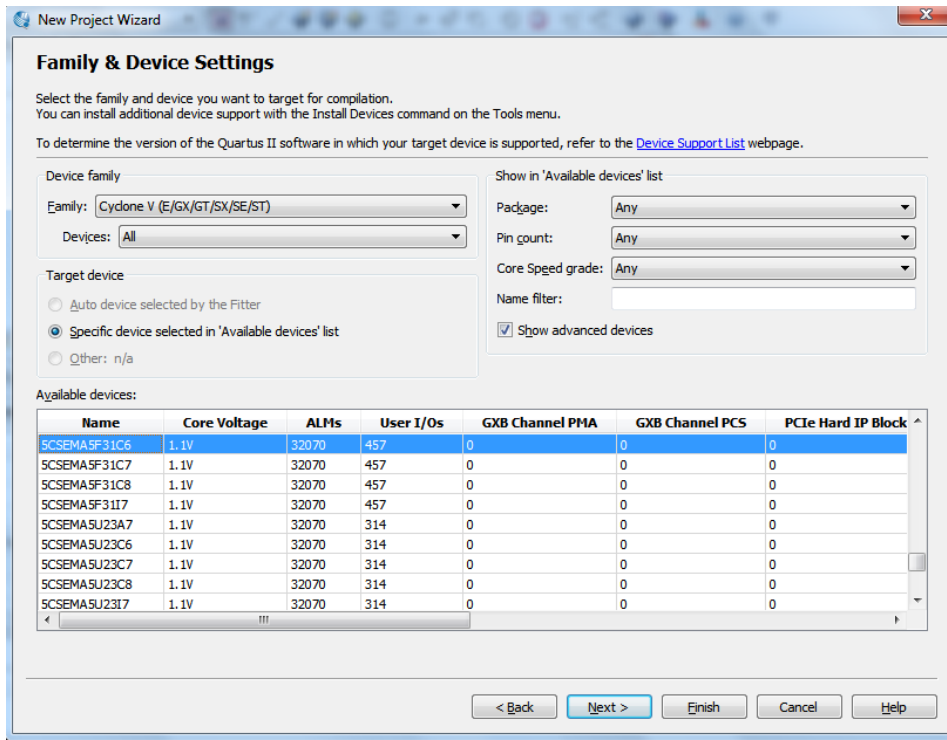 New Project Wizard
Family & Device Settings
Select the family and device you want to target for compilation.
You can install additional device support with the Install Devices command on the Tools menu.
To determine the version of the Quartus II software in which your target device is supported, refer to the Device Support List webpage.
Device family
Family: Cyclone V (E/GX/GT/SX/SE/ST)
Devices: All
Target device
Auto device selected by the Fitter
Specific device selected in 'Available devices' list
Other: n/a
Show in 'Available devices' list
Package: Any
Pin count: Any
Core Speed grade: Any
Name filter:
Show advanced devices
Available devices:
Name Core Voltage ALMs User I/Os GXB Channel PMA GXB Channel PCS PCIe Hard IP Block
5CSEMA5F31C6 1.1V 32070 457 0 0 0
5CSEMA5F31C7 1.1V 32070 457 0 0 0
5CSEMA5F31C8 1.1V 32070 457 0 0 0
5CSEMA5F31I7 1.1V 32070 457 0 0 0
5CSEMA5U23A7 1.1V 32070 314 0 0 0
5CSEMA5U23C6 1.1V 32070 314 0 0 0
5CSEMA5U23C7 1.1V 32070 314 0 0 0
5CSEMA5U23C8 1.1V 32070 314 0 0 0
5CSEMA5U23I7 1.1V 32070 314 0 0 0
< Back Next > Finish Cancel Help